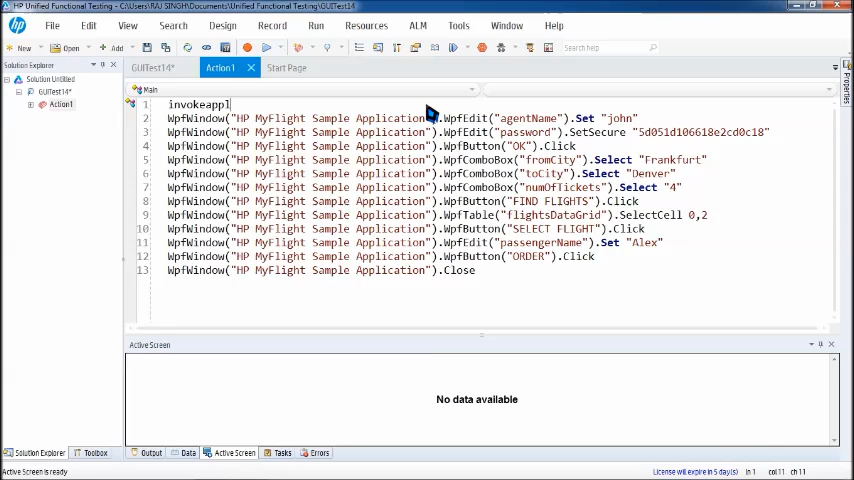 HP Unified Functional Testing - C:\Users\RAJ SINGH\Documents\Unified Functional Testing\GUITest14
hp File Edit View Search Design Record Run Resources ALM Tools Window Help
New Open Add Search help
Solution Explorer
Solution Untitled
GUITest14*
Action1
GUITest14* Action1 Start Page
Main
1 invokeappl
2 WpfWindow("HP MyFlight Sample Application").WpfEdit("agentName").Set "john"
3 WpfWindow("HP MyFlight Sample Application").WpfEdit("password").SetSecure "5d051d106618e2cd0c18"
4 WpfWindow("HP MyFlight Sample Application").WpfButton("OK").Click
5 WpfWindow("HP MyFlight Sample Application").WpfComboBox("fromCity").Select "Frankfurt"
6 WpfWindow("HP MyFlight Sample Application").WpfComboBox("toCity").Select "Denver"
7 WpfWindow("HP MyFlight Sample Application").WpfComboBox("numOfTickets").Select "4"
8 WpfWindow("HP MyFlight Sample Application").WpfButton("FIND FLIGHTS").Click
9 WpfWindow("HP MyFlight Sample Application").WpfTable("flightsDataGrid").SelectCell 0,2
10 WpfWindow("HP MyFlight Sample Application").WpfButton("SELECT FLIGHT").Click
11 WpfWindow("HP MyFlight Sample Application").WpfEdit("passengerName").Set "Alex"
12 WpfWindow("HP MyFlight Sample Application").WpfButton("ORDER").Click
13 WpfWindow("HP MyFlight Sample Application").Close
Properties
Active Screen
No data available
Solution Explorer Toolbox Output Data Active Screen Tasks Errors
Active Screen is ready License will expire in 5 day(s) ln 1 col 11 ch 11